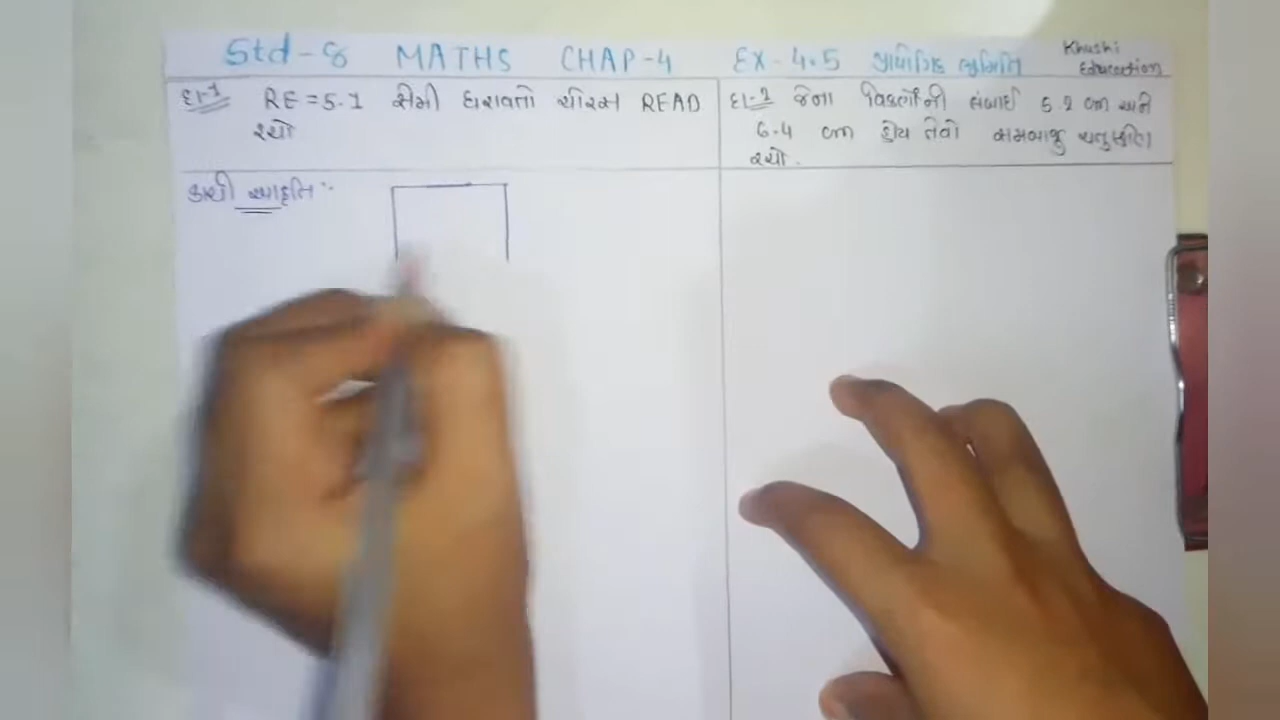 Std-8 MATHS CHAP-4 EX-4.5 પ્રાયોગિક ભૂમિતિ
Khushi Education
દા-1 RE = 5.1 સેમી ધરાવતો ચોરસ READ
રચો
દા-2 જેના વિકર્ણોની લંબાઈ 5.2 cm અને
6.4 cm હોય તેવો સમબાજુ ચતુષ્કોણ
રચો.
કાચી આકૃતિ :-